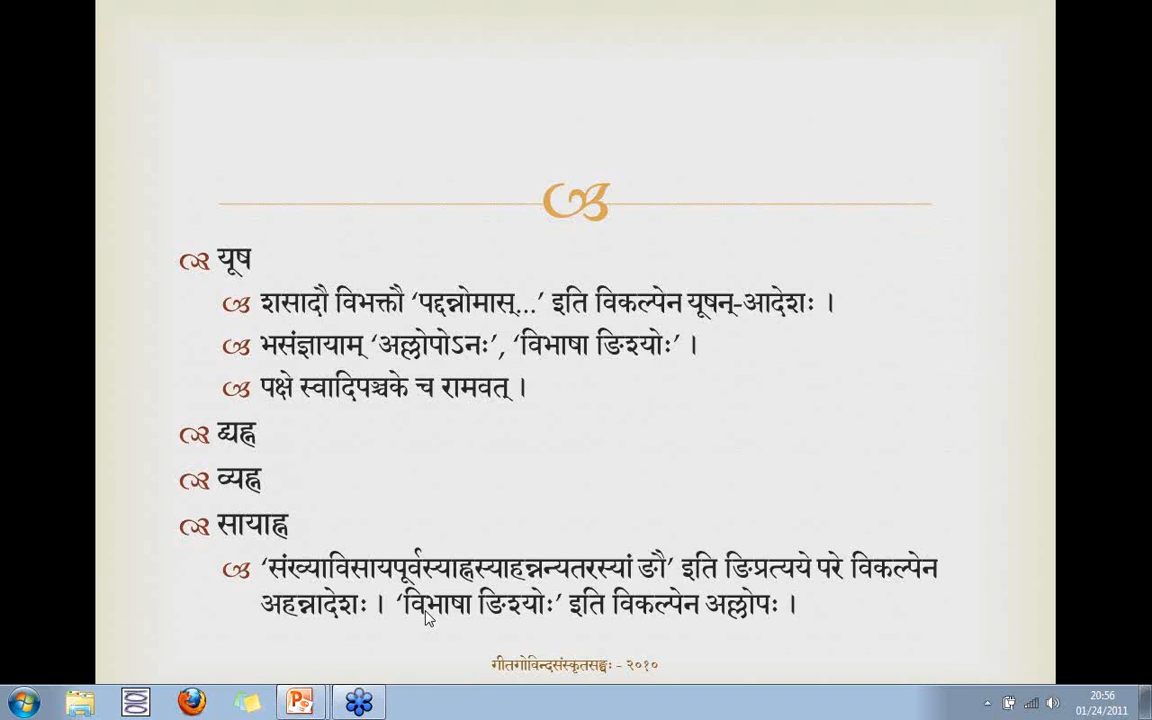 यूष
शसादौ विभक्तौ ‘पद्दन्नोमास्...’ इति विकल्पेन यूषन्-आदेशः ।
भसंज्ञायाम् ‘अल्लोपोऽनः’, ‘विभाषा ङिश्योः’ ।
पक्षे स्वादिपञ्चके च रामवत् ।
द्व्यह्न
व्यह्न
सायाह्न
‘संख्याविसायपूर्वस्याह्नस्याहन्नन्यतरस्यां ङौ’ इति ङिप्रत्यये परे विकल्पेन
अहन्नादेशः । ‘विभाषा ङिश्योः’ इति विकल्पेन अल्लोपः ।
गीतगोविन्दसंस्कृतसङ्घः - २०१०
20:56
01/24/2011